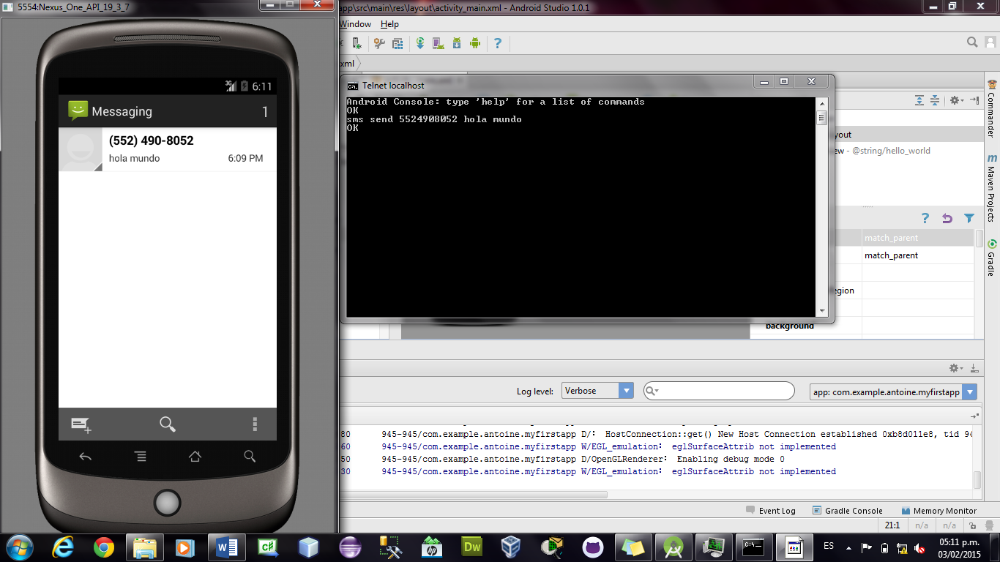 5554:Nexus_One_API_19_3_7
app\src\main\res\layout\activity_main.xml - Android Studio 1.0.1
Window Help
xml
3G 6:11
Messaging 1
(552) 490-8052
hola mundo 6:09 PM
Telnet localhost
Android Console: type 'help' for a list of commands
OK
sms send 5524908052 hola mundo
OK
yout
ew - @string/hello_world
match_parent
match_parent
egion
background
Commander
m Maven Projects
Gradle
Log level: Verbose app: com.example.antoine.myfirstapp
80 945-945/com.example.antoine.myfirstapp D/﹕ HostConnection::get() New Host Connection established 0xb8d011e8, tid 94
60 945-945/com.example.antoine.myfirstapp W/EGL_emulation﹕ eglSurfaceAttrib not implemented
50 945-945/com.example.antoine.myfirstapp D/OpenGLRenderer﹕ Enabling debug mode 0
30 945-945/com.example.antoine.myfirstapp W/EGL_emulation﹕ eglSurfaceAttrib not implemented
Event Log Gradle Console Memory Monitor
21:1 n/a n/a
ES
05:11 p.m.
03/02/2015